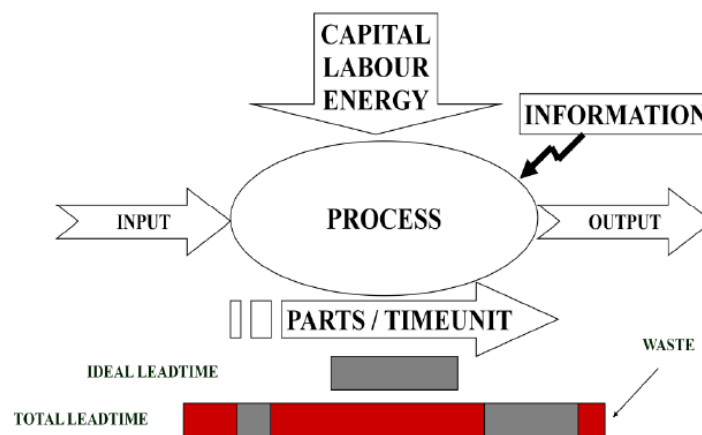 CAPITAL
LABOUR
ENERGY
INFORMATION
INPUT
PROCESS
OUTPUT
PARTS / TIMEUNIT
IDEAL LEADTIME
WASTE
TOTAL LEADTIME